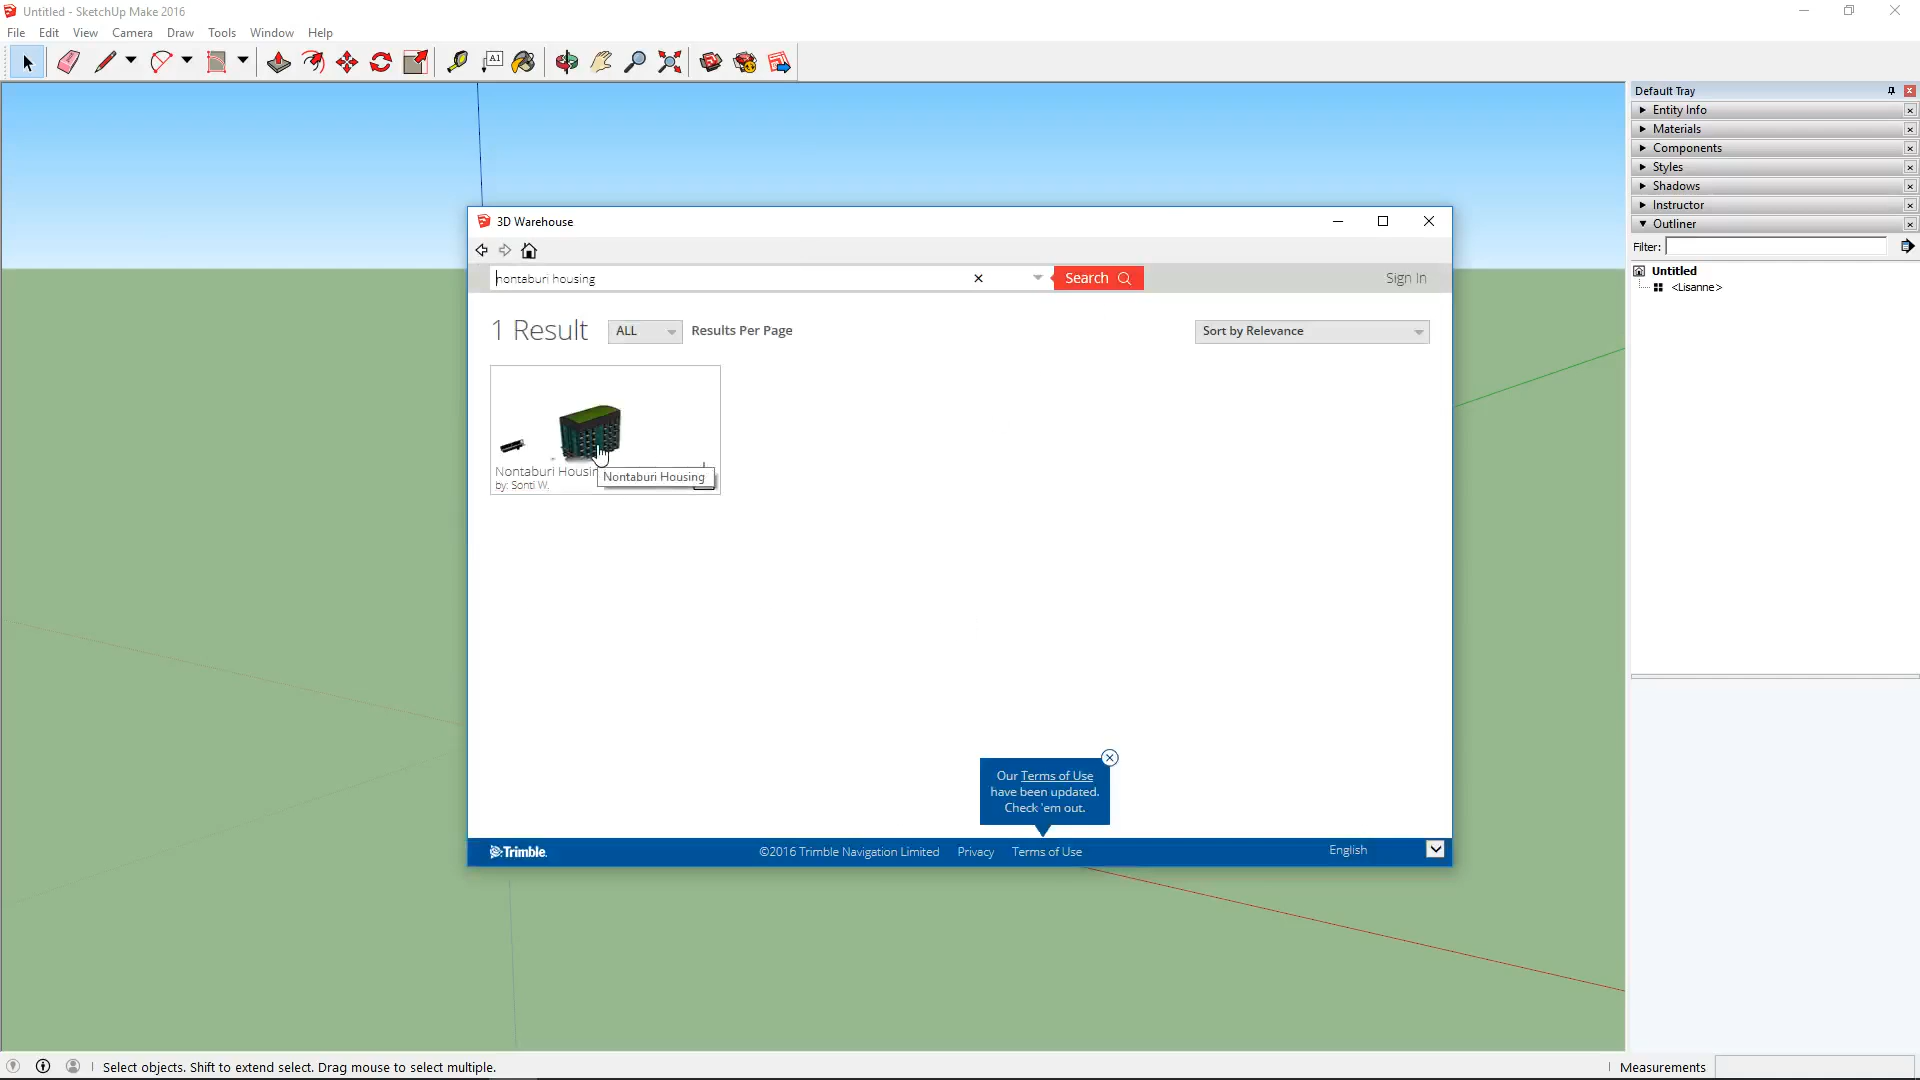 Untitled - SketchUp Make 2016
File Edit View Camera Draw Tools Window Help
A1
Default Tray
Entity Info
Materials
Components
Styles
Shadows
Instructor
Outliner
Filter:
Untitled
<Lisanne>
3D Warehouse
nontaburi housing
Search
Sign In
1 Result ALL Results Per Page Sort by Relevance
Nontaburi Housin
by: Sonti W.
Nontaburi Housing
Our Terms of Use
have been updated.
Check 'em out.
Trimble.
©2016 Trimble Navigation Limited Privacy Terms of Use English
Select objects. Shift to extend select. Drag mouse to select multiple.
Measurements